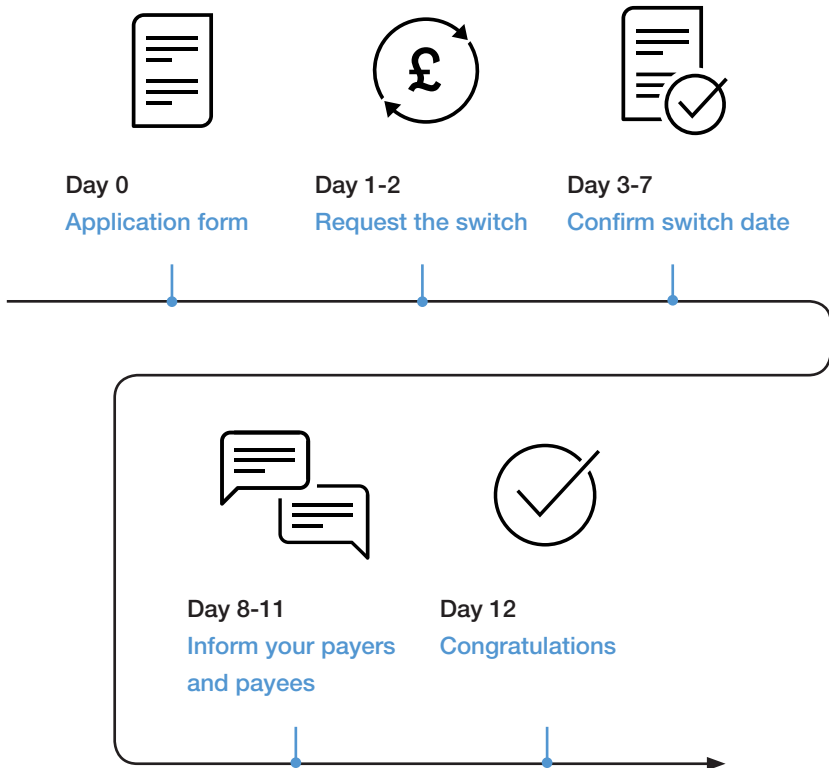 £
Day 0
Application form
Day 1-2
Request the switch
Day 3-7
Confirm switch date
Day 8-11
Inform your payers
and payees
Day 12
Congratulations